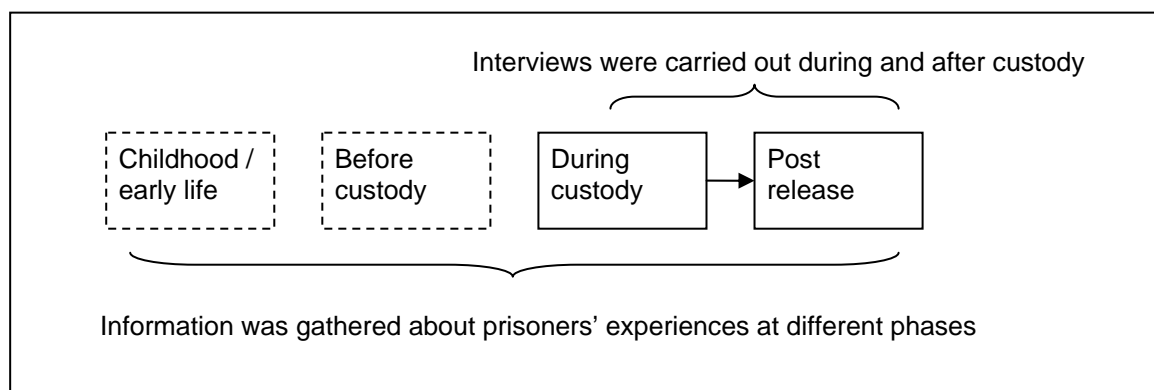 Interviews were carried out during and after custody
Childhood /
early life
Before
custody
During
custody
Post
release
Information was gathered about prisoners’ experiences at different phases